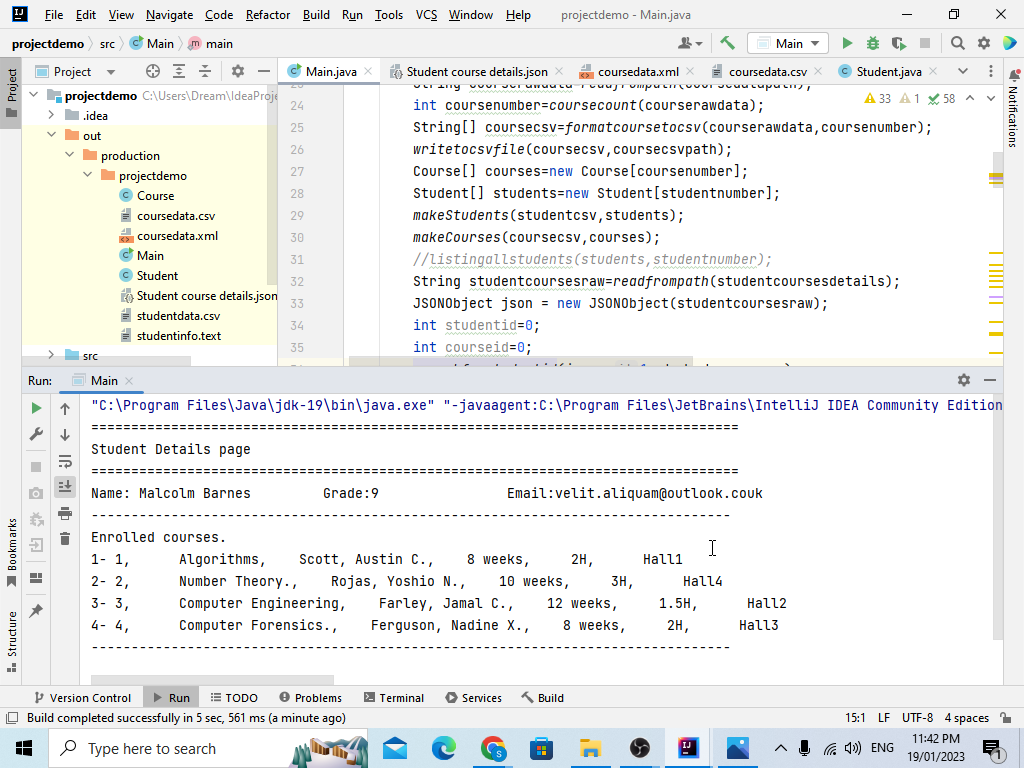 File Edit View Navigate Code Refactor Build Run Tools VCS Window Help projectdemo - Main.java
projectdemo src Main main Main
Project Main.java Student course details.json coursedata.xml coursedata.csv Student.java
Project
Notifications
projectdemo C:\Users\Dream\IdeaProje
.idea
out
production
projectdemo
Course
coursedata.csv
coursedata.xml
Main
Student
Student course details.json
studentdata.csv
studentinfo.text
src
33 1 58
24 int coursenumber=coursecount(courserawdata);
25 String[] coursecsv=formatcoursetocsv(courserawdata,coursenumber);
26 writetocsvfile(coursecsv,coursecsvpath);
27 Course[] courses=new Course[coursenumber];
28 Student[] students=new Student[studentnumber];
29 makeStudents(studentcsv,students);
30 makeCourses(coursecsv,courses);
31 //listingallstudents(students,studentnumber);
32 String studentcoursesraw=readfrompath(studentcoursesdetails);
33 JSONObject json = new JSONObject(studentcoursesraw);
34 int studentid=0;
35 int courseid=0;
Run: Main
"C:\Program Files\Java\jdk-19\bin\java.exe" "-javaagent:C:\Program Files\JetBrains\IntelliJ IDEA Community Edition
=================================================================================
Student Details page
=================================================================================
Name: Malcolm Barnes Grade:9 Email:velit.aliquam@outlook.couk
--------------------------------------------------------------------------------
Enrolled courses.
1- 1, Algorithms, Scott, Austin C., 8 weeks, 2H, Hall1
2- 2, Number Theory., Rojas, Yoshio N., 10 weeks, 3H, Hall4
3- 3, Computer Engineering, Farley, Jamal C., 12 weeks, 1.5H, Hall2
4- 4, Computer Forensics., Ferguson, Nadine X., 8 weeks, 2H, Hall3
--------------------------------------------------------------------------------
Bookmarks
Structure
Version Control Run TODO Problems Terminal Services Build
Build completed successfully in 5 sec, 561 ms (a minute ago) 15:1 LF UTF-8 4 spaces
Type here to search ENG 11:42 PM
19/01/2023
1